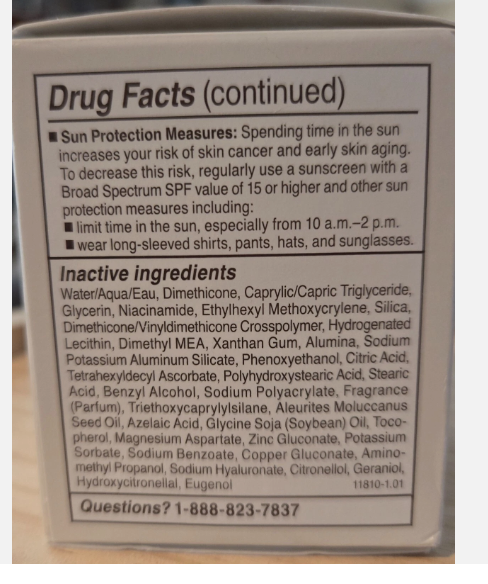 Drug Facts (continued)
■ Sun Protection Measures: Spending time in the sun
increases your risk of skin cancer and early skin aging.
To decrease this risk, regularly use a sunscreen with a
Broad Spectrum SPF value of 15 or higher and other sun
protection measures including:
■ limit time in the sun, especially from 10 a.m.–2 p.m.
■ wear long-sleeved shirts, pants, hats, and sunglasses.
Inactive ingredients
Water/Aqua/Eau, Dimethicone, Caprylic/Capric Triglyceride,
Glycerin, Niacinamide, Ethylhexyl Methoxycrylene, Silica,
Dimethicone/Vinyldimethicone Crosspolymer, Hydrogenated
Lecithin, Dimethyl MEA, Xanthan Gum, Alumina, Sodium
Potassium Aluminum Silicate, Phenoxyethanol, Citric Acid,
Tetrahexyldecyl Ascorbate, Polyhydroxystearic Acid, Stearic
Acid, Benzyl Alcohol, Sodium Polyacrylate, Fragrance
(Parfum), Triethoxycaprylylsilane, Aleurites Moluccanus
Seed Oil, Azelaic Acid, Glycine Soja (Soybean) Oil, Toco-
pherol, Magnesium Aspartate, Zinc Gluconate, Potassium
Sorbate, Sodium Benzoate, Copper Gluconate, Amino-
methyl Propanol, Sodium Hyaluronate, Citronellol, Geraniol,
Hydroxycitronellal, Eugenol 11810-1.01
Questions? 1-888-823-7837